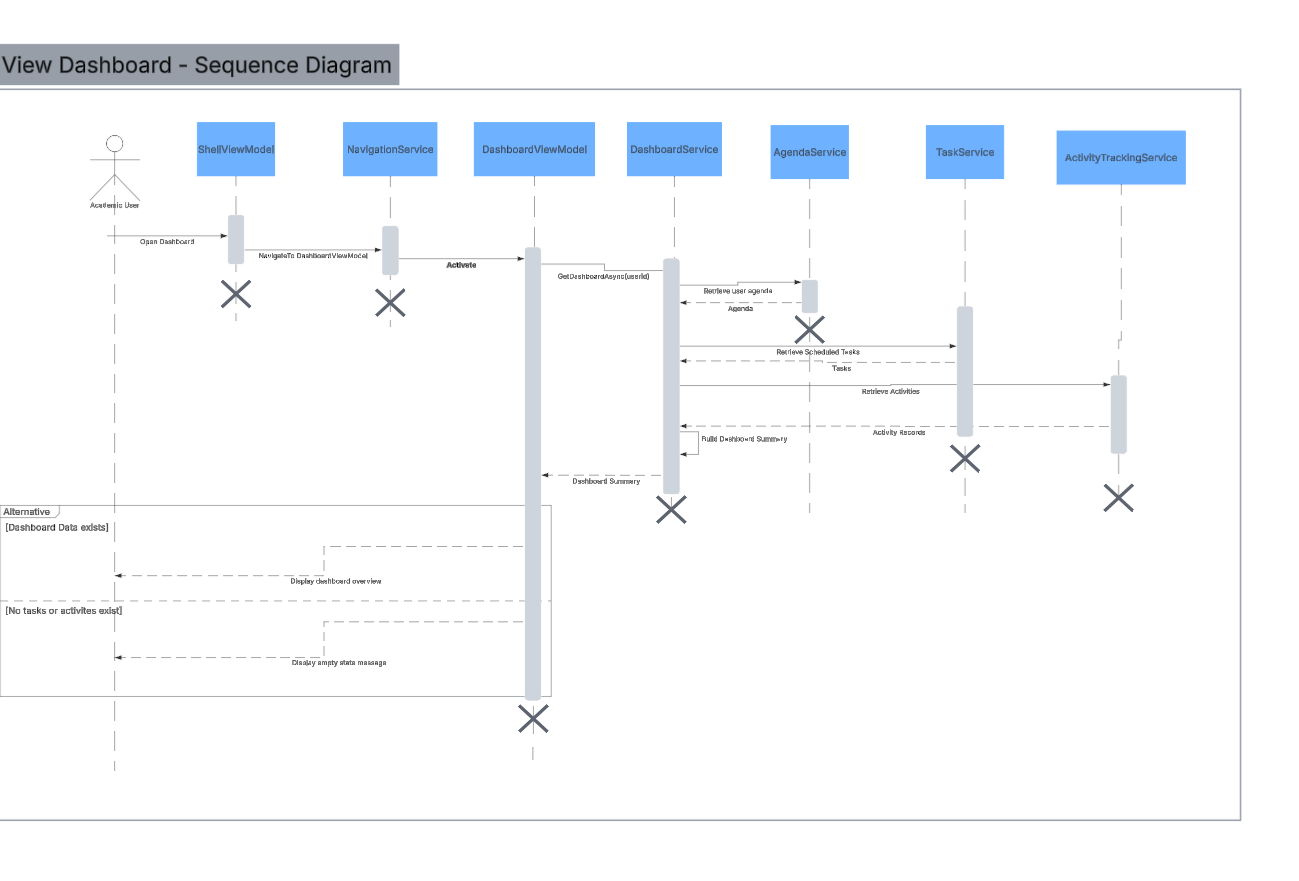 View Dashboard - Sequence Diagram
ShellViewModel
NavigationService
DashboardViewModel
DashboardService
AgendaService
TaskService
ActivityTrackingService
Academic User
Open Dashboard
NavigateTo DashboardViewModel
Activate
GetDashboardAsync(userId)
Retrieve user agenda
Agenda
Retrieve Scheduled Tasks
Tasks
Retrieve Activities
Activity Records
Build Dashboard Summary
Dashboard Summary
Alternative
[Dashboard Data exists]
Display dashboard overview
[No tasks or activites exist]
Display empty state message